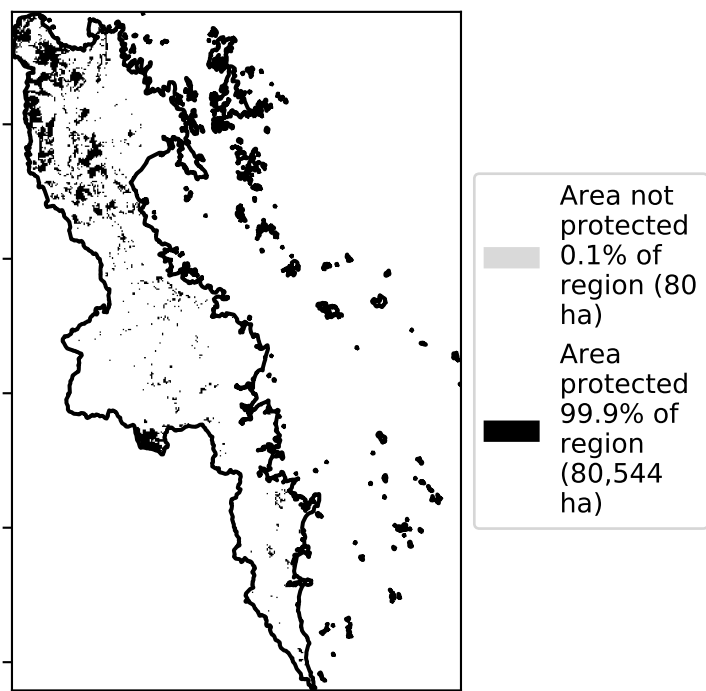 Area not
protected
0.1% of
region (80
ha)
Area
protected
99.9% of
region
(80,544
ha)